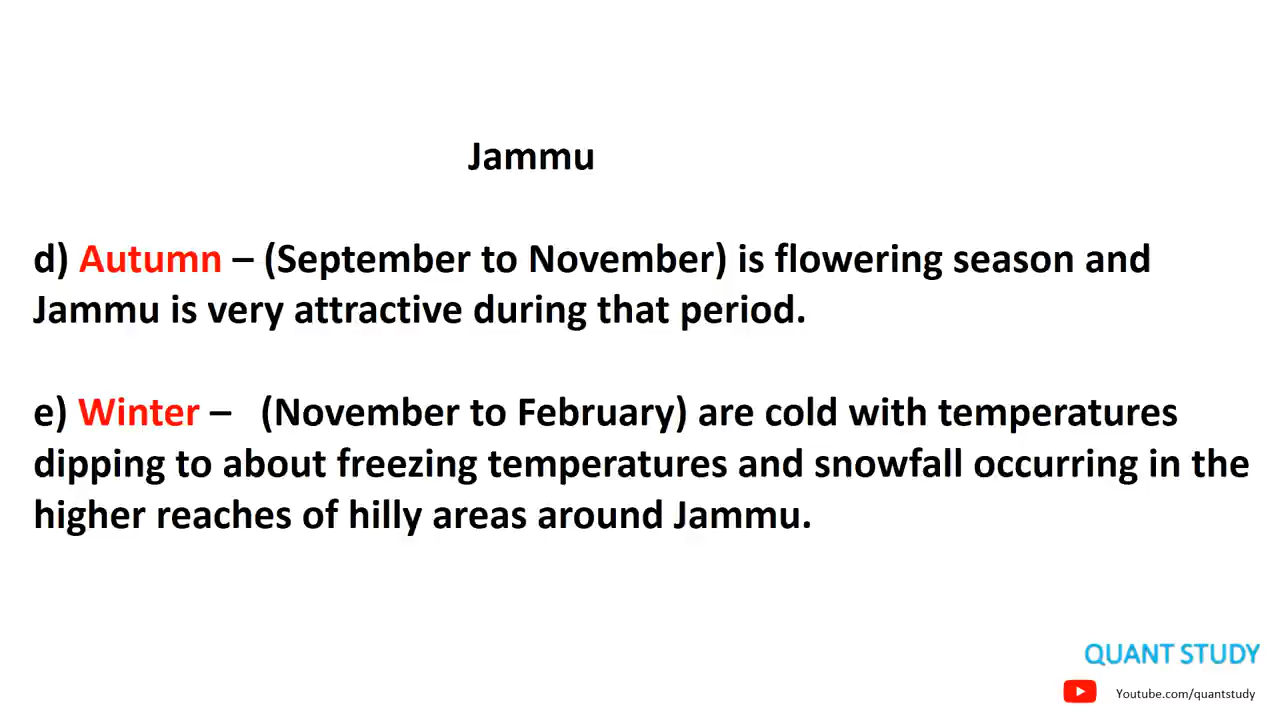 Jammu
d) Autumn – (September to November) is flowering season and
Jammu is very attractive during that period.
e) Winter – (November to February) are cold with temperatures
dipping to about freezing temperatures and snowfall occurring in the
higher reaches of hilly areas around Jammu.
QUANT STUDY
Youtube.com/quantstudy